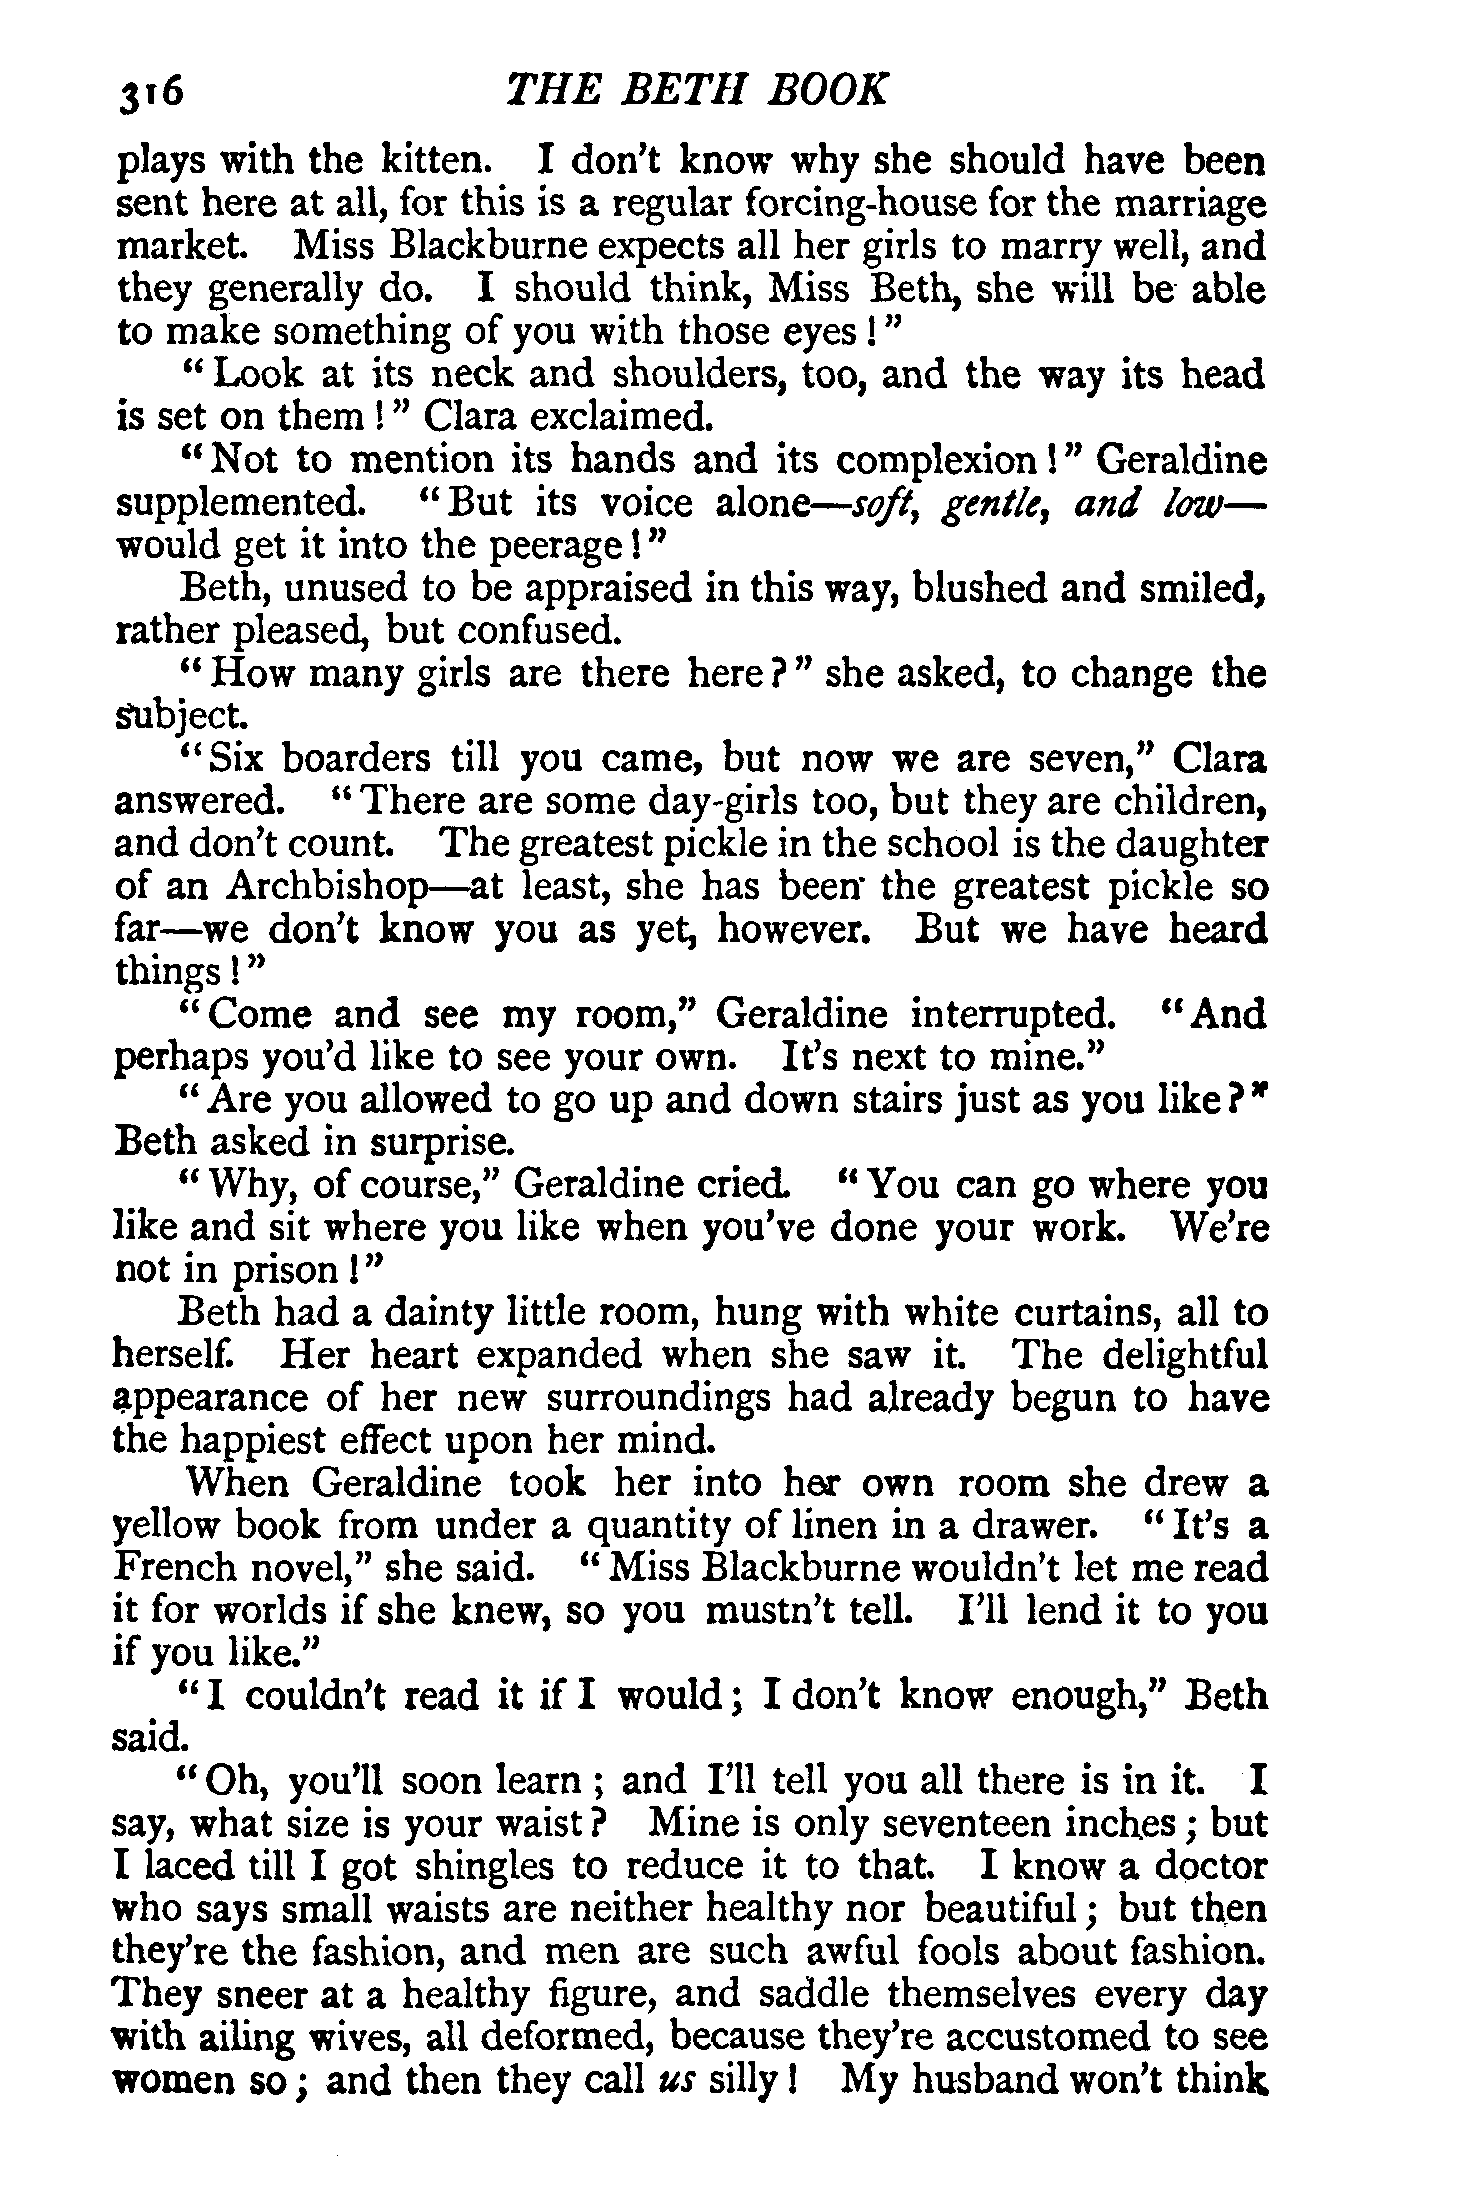 316 THE BETH BOOK
plays with the kitten. I don't know why she should have been
sent here at all, for this is a regular forcing-house for the marriage
market. Miss Blackburne expects all her girls to marry well, and
they generally do. I should think, Miss Beth, she will be able
to make something of you with those eyes!"
"Look at its neck and shoulders, too, and the way its head
is set on them!" Clara exclaimed.
"Not to mention its hands and its complexion!" Geraldine
supplemented. "But its voice alone—soft, gentle, and low—
would get it into the peerage!"
Beth, unused to be appraised in this way, blushed and smiled,
rather pleased, but confused.
"How many girls are there here?" she asked, to change the
subject.
"Six boarders till you came, but now we are seven," Clara
answered. "There are some day-girls too, but they are children,
and don't count. The greatest pickle in the school is the daughter
of an Archbishop—at least, she has been the greatest pickle so
far—we don't know you as yet, however. But we have heard
things!"
"Come and see my room," Geraldine interrupted. "And
perhaps you'd like to see your own. It's next to mine."
"Are you allowed to go up and down stairs just as you like?"
Beth asked in surprise.
"Why, of course," Geraldine cried. "You can go where you
like and sit where you like when you've done your work. We're
not in prison!"
Beth had a dainty little room, hung with white curtains, all to
herself. Her heart expanded when she saw it. The delightful
appearance of her new surroundings had already begun to have
the happiest effect upon her mind.
When Geraldine took her into her own room she drew a
yellow book from under a quantity of linen in a drawer. "It's a
French novel," she said. "Miss Blackburne wouldn't let me read
it for worlds if she knew, so you mustn't tell. I'll lend it to you
if you like."
"I couldn't read it if I would; I don't know enough," Beth
said.
"Oh, you'll soon learn; and I'll tell you all there is in it. I
say, what size is your waist? Mine is only seventeen inches; but
I laced till I got shingles to reduce it to that. I know a doctor
who says small waists are neither healthy nor beautiful; but then
they're the fashion, and men are such awful fools about fashion.
They sneer at a healthy figure, and saddle themselves every day
with ailing wives, all deformed, because they're accustomed to see
women so; and then they call us silly! My husband won't think